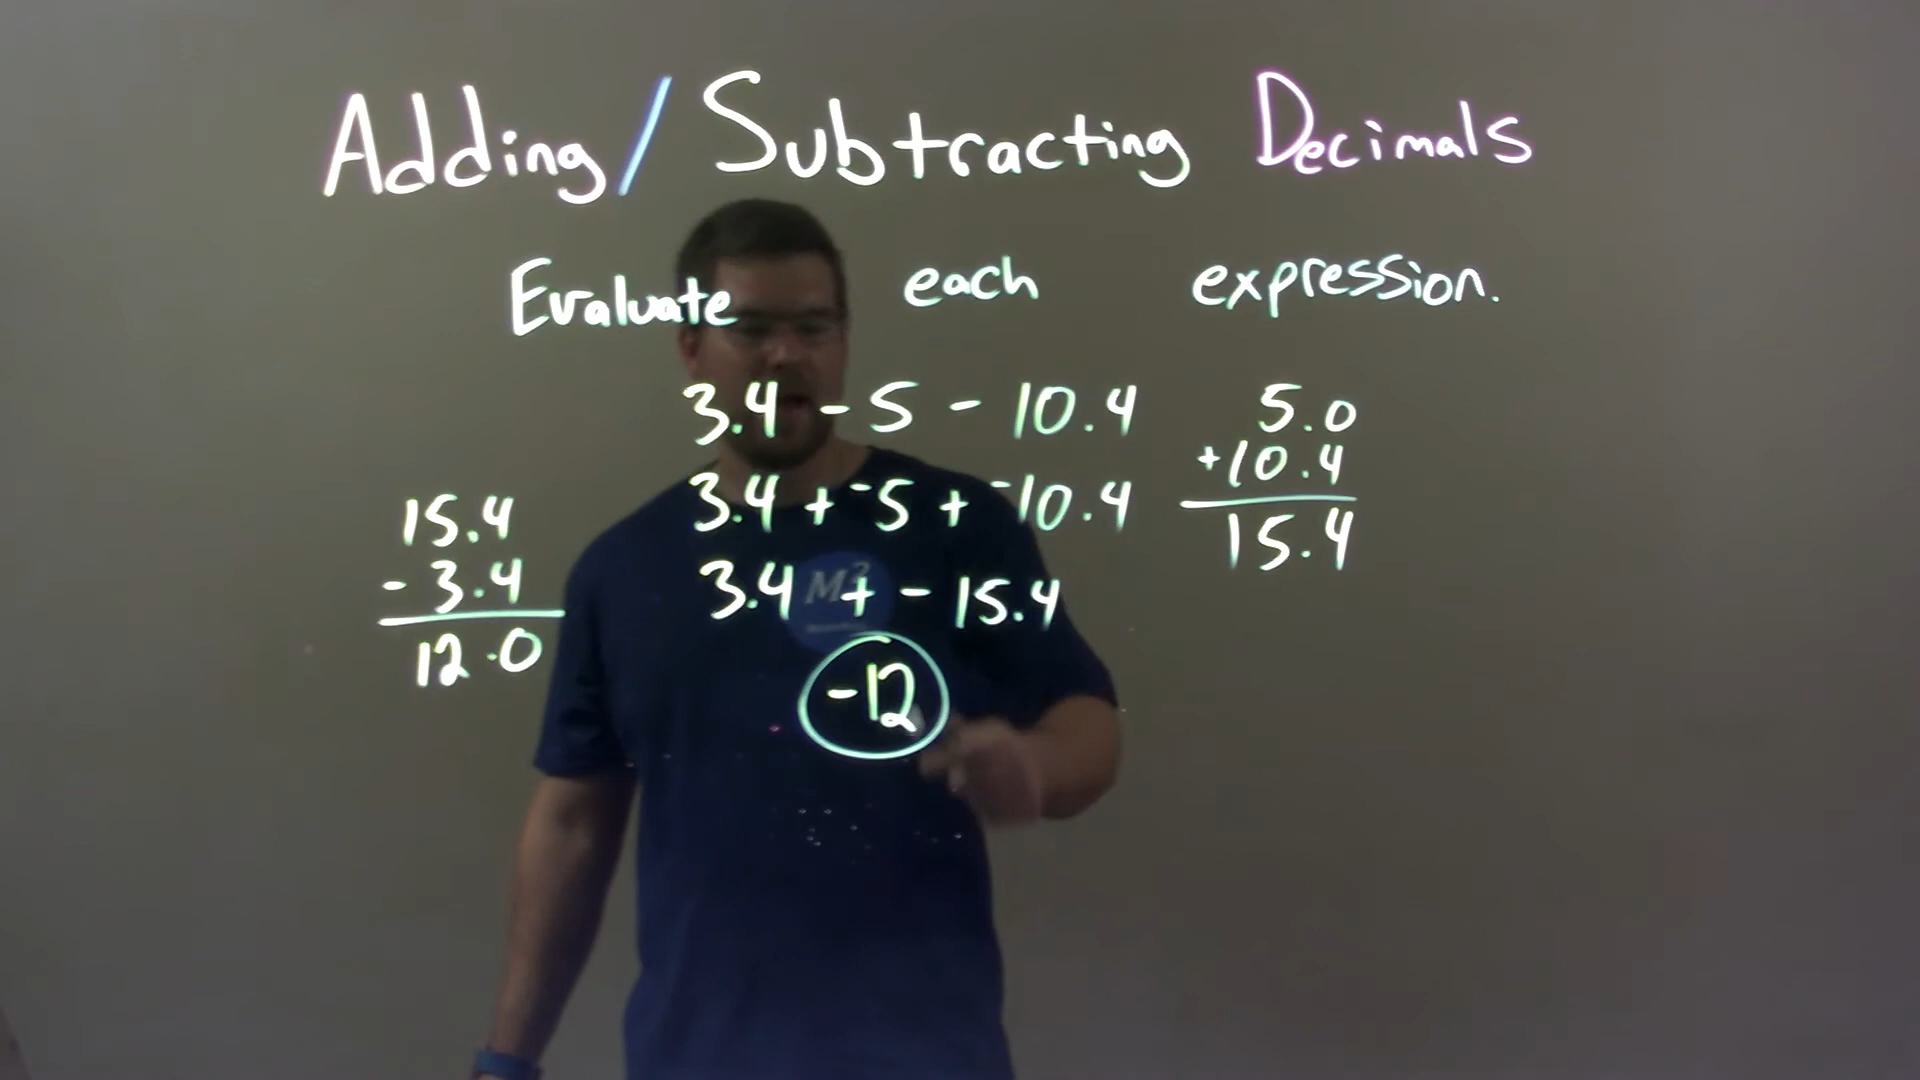 Adding/Subtracting Decimals
Evaluate each expression.
3.4 - 5 - 10.4
3.4 + -5 + -10.4
3.4 + - 15.4
-12
5.0
+10.4
15.4
15.4
- 3.4
12.0
M²